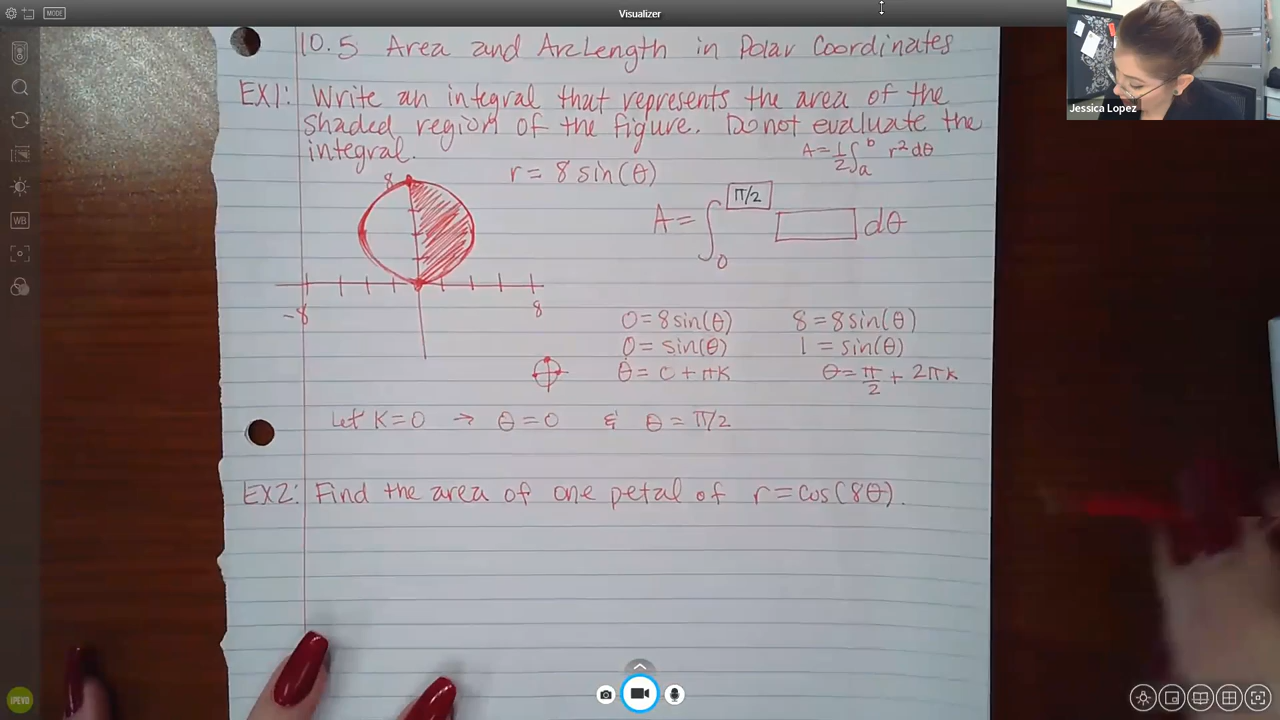 MODE
Visualizer
Jessica Lopez
10.5 Area and Arc Length in Polar Coordinates
EX1: Write an integral that represents the area of the
shaded region of the figure. Do not evaluate the
integral.
A = 1/2 ∫_a^b r² dθ
r = 8 sin(θ)
8
A = ∫_0^{π/2} dθ
-8
8
0 = 8 sin(θ) 8 = 8 sin(θ)
0 = sin(θ) 1 = sin(θ)
θ = 0 + πK θ = π/2 + 2πK
Let K = 0 → θ = 0 & θ = π/2
EX2: Find the area of one petal of r = cos(8θ).
WB
IPEVO